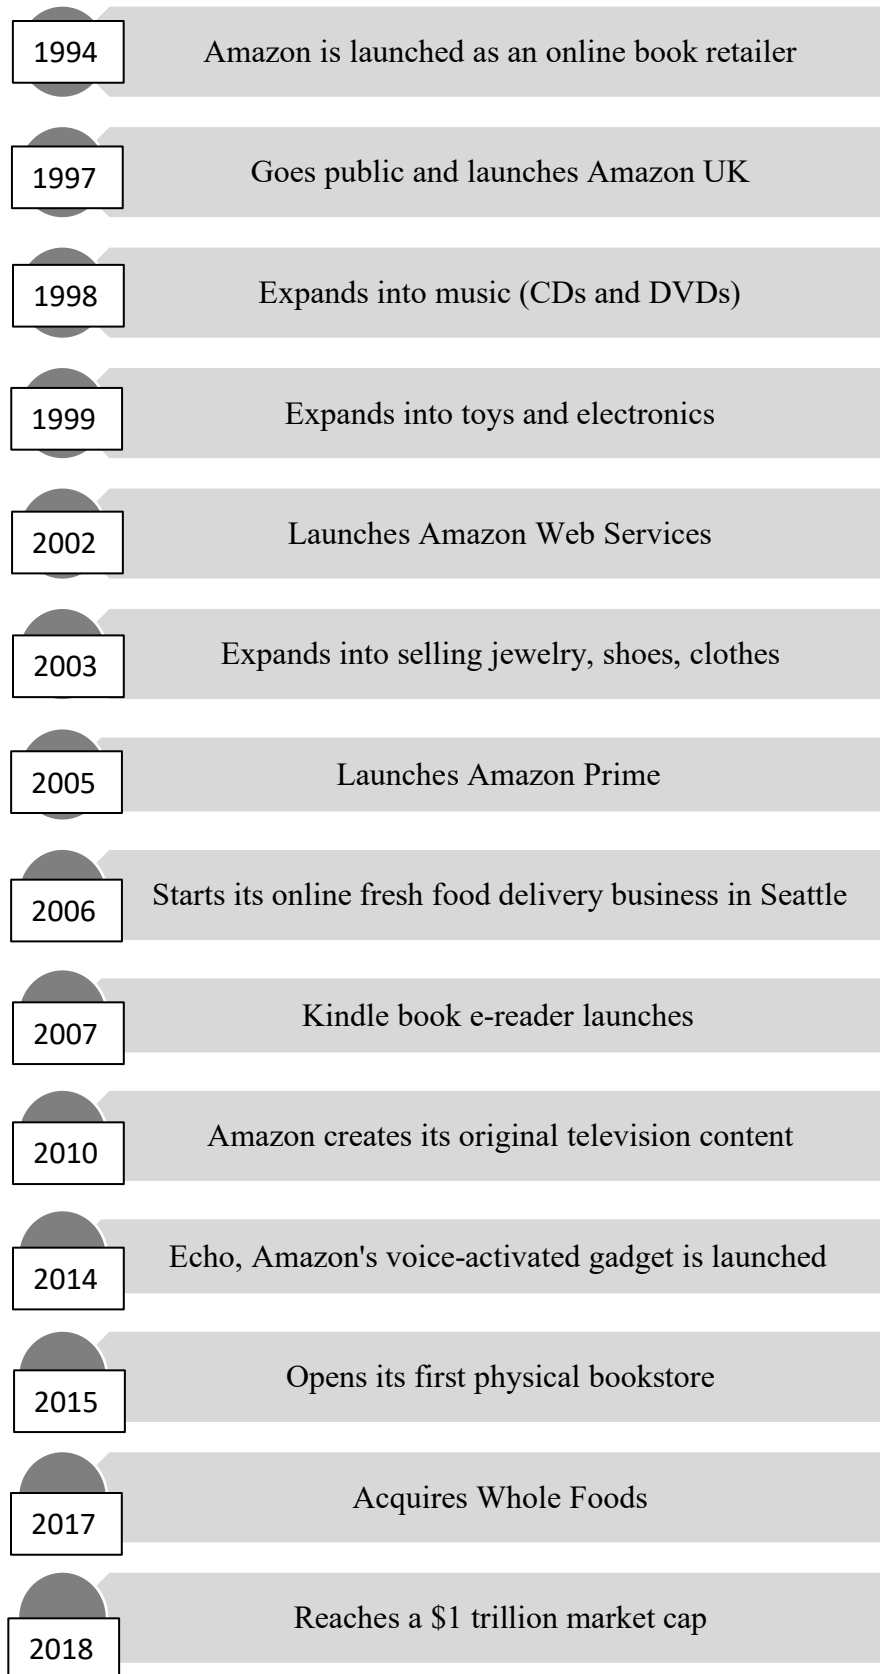 1994
Amazon is launched as an online book retailer
1997
Goes public and launches Amazon UK
1998
Expands into music (CDs and DVDs)
1999
Expands into toys and electronics
2002
Launches Amazon Web Services
2003
Expands into selling jewelry, shoes, clothes
2005
Launches Amazon Prime
2006
Starts its online fresh food delivery business in Seattle
2007
Kindle book e-reader launches
2010
Amazon creates its original television content
2014
Echo, Amazon's voice-activated gadget is launched
2015
Opens its first physical bookstore
2017
Acquires Whole Foods
2018
Reaches a $1 trillion market cap